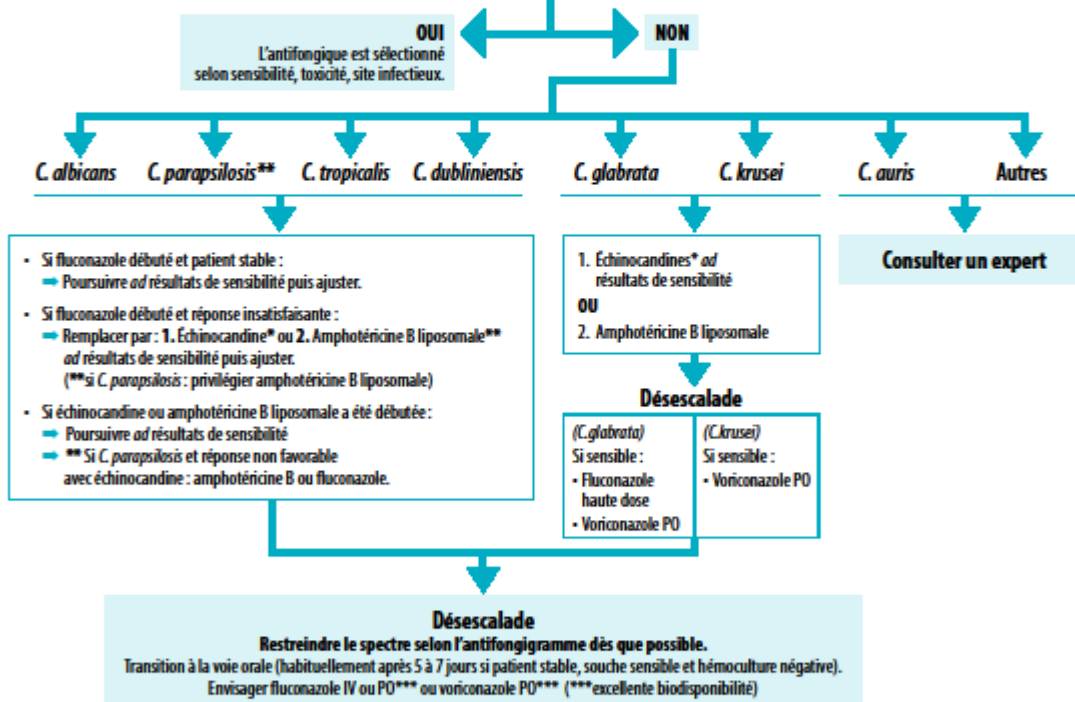 OUI
L'antifongique est sélectionné
selon sensibilité, toxicité, site infectieux.
NON
C. albicans
C. parapsilosis**
C. tropicalis
C. dubliniensis
C. glabrata
C. krusei
C. auris
Autres
• Si fluconazole débuté et patient stable :
➡ Poursuivre ad résultats de sensibilité puis ajuster.
• Si fluconazole débuté et réponse insatisfaisante :
➡ Remplacer par : 1. Échinocandine* ou 2. Amphotéricine B liposomale**
ad résultats de sensibilité puis ajuster.
(**si C. parapsilosis : privilégier amphotéricine B liposomale)
• Si échinocandine ou amphotéricine B liposomale a été débutée :
➡ Poursuivre ad résultats de sensibilité
➡ ** Si C. parapsilosis et réponse non favorable
avec échinocandine : amphotéricine B ou fluconazole.
1. Échinocandines* ad
résultats de sensibilité
OU
2. Amphotéricine B liposomale
Consulter un expert
Désescalade
(C.glabrata)
Si sensible :
• Fluconazole
haute dose
• Voriconazole PO
(C.krusei)
Si sensible :
• Voriconazole PO
Désescalade
Restreindre le spectre selon l'antifongigramme dès que possible.
Transition à la voie orale (habituellement après 5 à 7 jours si patient stable, souche sensible et hémoculture négative).
Envisager fluconazole IV ou PO*** ou voriconazole PO*** (***excellente biodisponibilité)